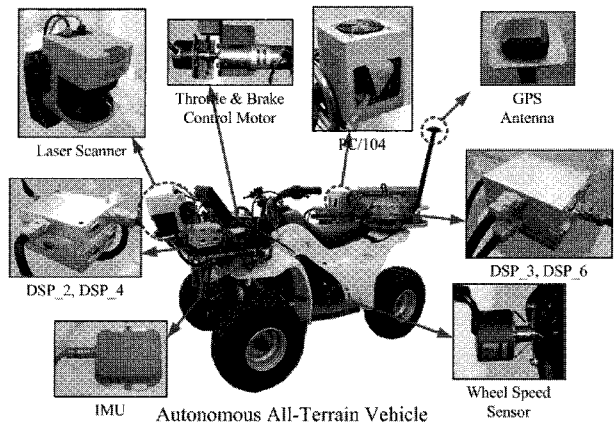 Throttle & Brake
Control Motor
GPS
Antenna
Laser Scanner
PC/104
DSP_2, DSP_4
DSP_3, DSP_6
IMU
Wheel Speed
Sensor
Autonomous All-Terrain Vehicle